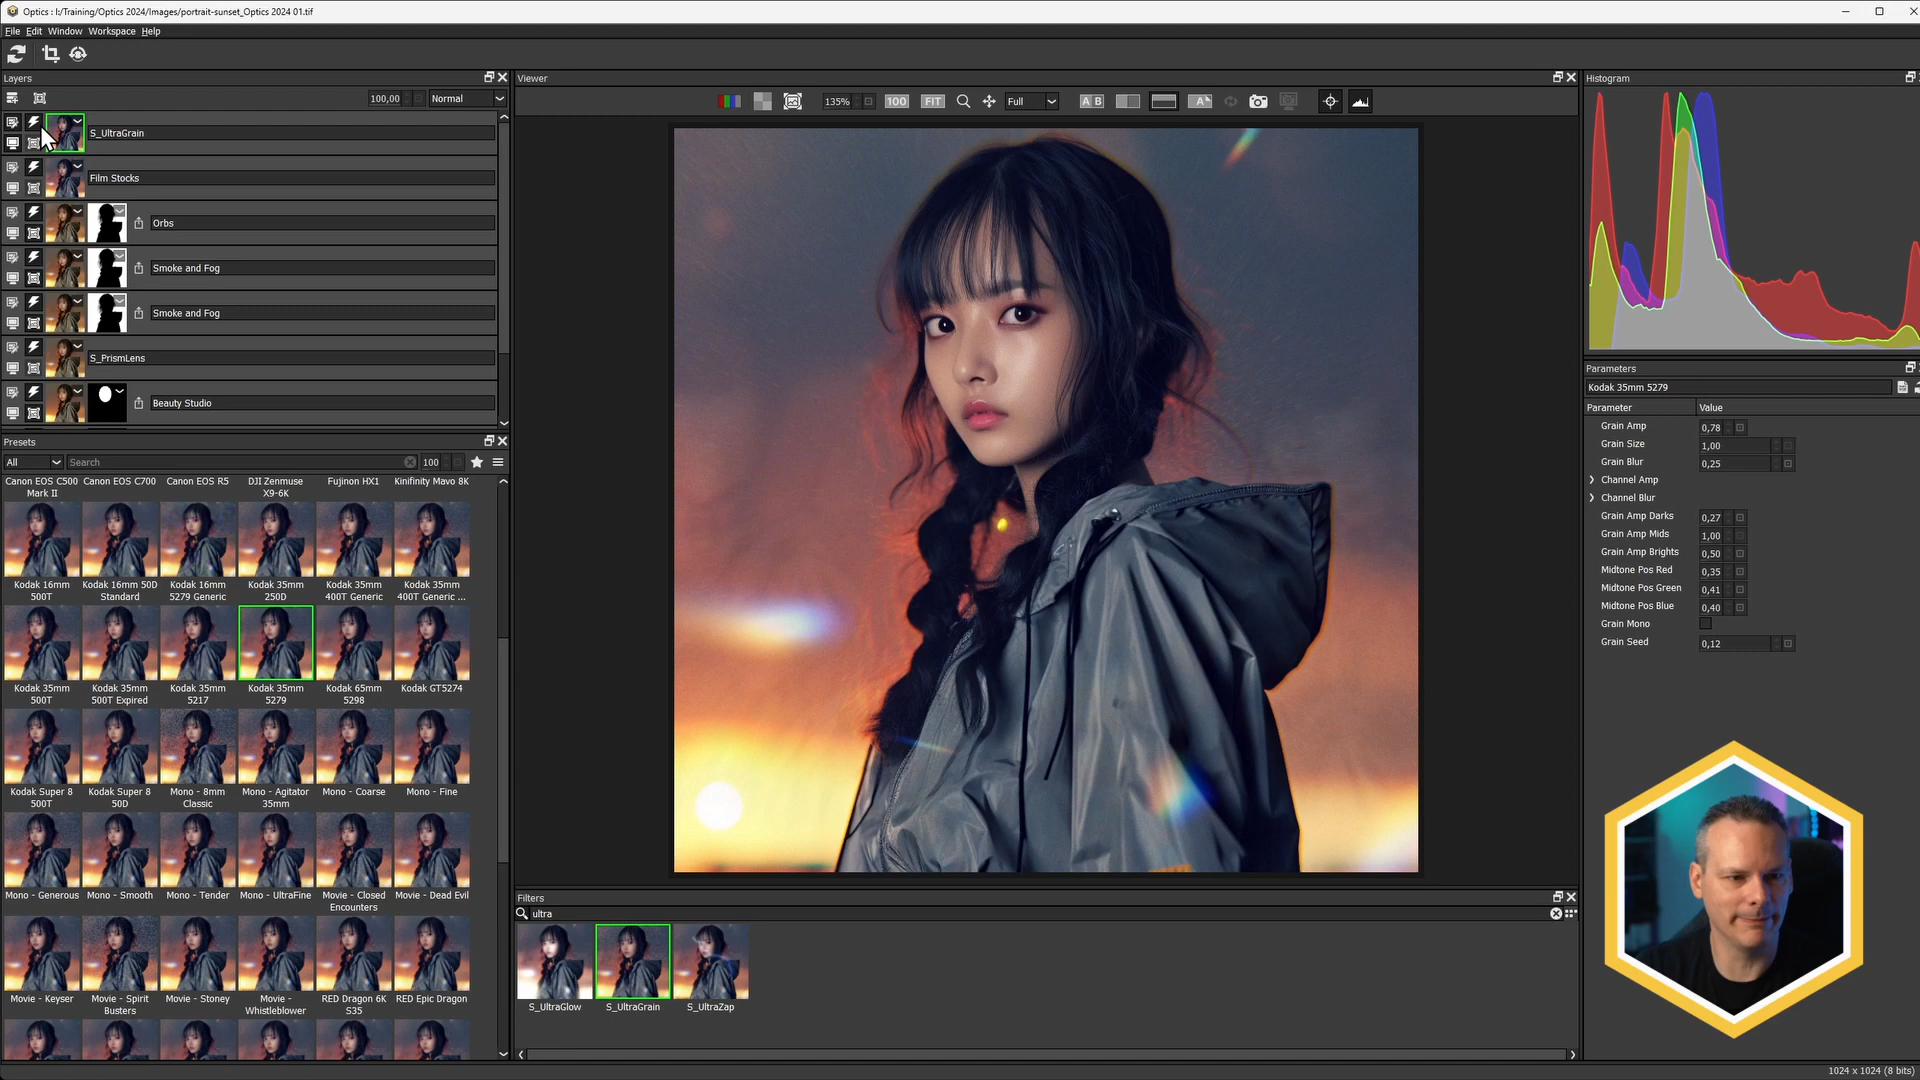 Optics : I:/Training/Optics 2024/Images/portrait-sunset_Optics 2024 01.tif
File Edit Window Workspace Help
Layers
100,00 Normal
S_UltraGrain
Film Stocks
Orbs
Smoke and Fog
Smoke and Fog
S_PrismLens
Beauty Studio
Presets
All Search 100
Canon EOS C500 Mark II
Canon EOS C700
Canon EOS R5
DJI Zenmuse X9-6K
Fujinon HX1
Kinifinity Mavo 8K
Kodak 16mm 500T
Kodak 16mm 50D Standard
Kodak 16mm 5279 Generic
Kodak 35mm 250D
Kodak 35mm 400T Generic
Kodak 35mm 400T Generic ...
Kodak 35mm 500T
Kodak 35mm 500T Expired
Kodak 35mm 5217
Kodak 35mm 5279
Kodak 65mm 5298
Kodak GT5274
Kodak Super 8 500T
Kodak Super 8 50D
Mono - 8mm Classic
Mono - Agitator 35mm
Mono - Coarse
Mono - Fine
Mono - Generous
Mono - Smooth
Mono - Tender
Mono - UltraFine
Movie - Closed Encounters
Movie - Dead Evil
Movie - Keyser
Movie - Spirit Busters
Movie - Stoney
Movie - Whistleblower
RED Dragon 6K S35
RED Epic Dragon
Viewer
135% 100 FIT Full A B A
Filters
ultra
S_UltraGlow
S_UltraGrain
S_UltraZap
Histogram
Parameters
Kodak 35mm 5279
Parameter Value
Grain Amp 0,78
Grain Size 1,00
Grain Blur 0,25
Channel Amp
Channel Blur
Grain Amp Darks 0,27
Grain Amp Mids 1,00
Grain Amp Brights 0,50
Midtone Pos Red 0,35
Midtone Pos Green 0,41
Midtone Pos Blue 0,40
Grain Mono
Grain Seed 0,12
1024 x 1024 (8 bits)